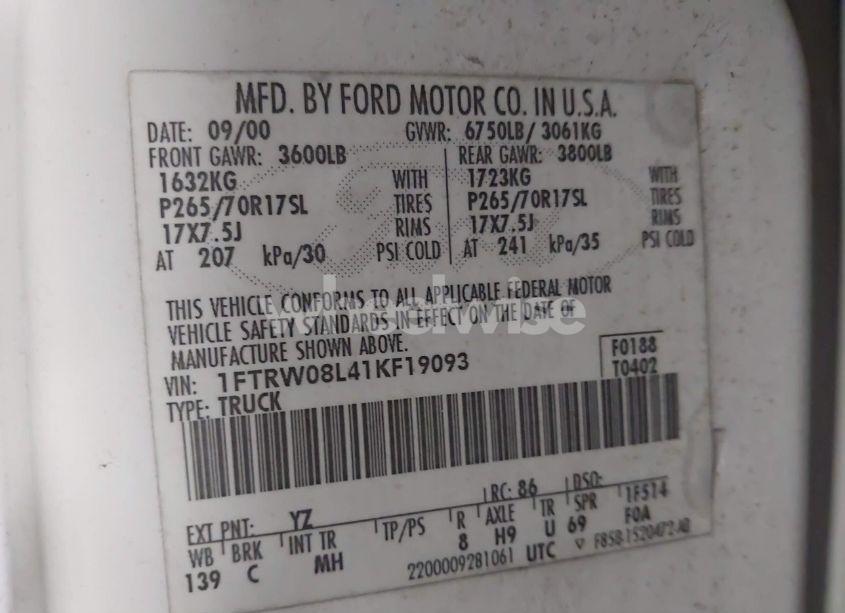 MFD. BY FORD MOTOR CO. IN U.S.A.
DATE: 09/00 GVWR: 6750LB/ 3061KG
FRONT GAWR: 3600LB REAR GAWR: 3800LB
1632KG WITH 1723KG WITH
P265/70R17SL TIRES P265/70R17SL TIRES
17X7.5J RIMS 17X7.5J RIMS
AT 207 kPa/30 PSI COLD AT 241 kPa/35 PSI COLD
THIS VEHICLE CONFORMS TO ALL APPLICABLE FEDERAL MOTOR
VEHICLE SAFETY STANDARDS IN EFFECT ON THE DATE OF
MANUFACTURE SHOWN ABOVE.
wheelwise
VIN: 1FTRW08L41KF19093 F0188
TYPE: TRUCK T0402
RC: 86 DSO:
EXT PNT: YZ 1F514
WB BRK INT TR TP/PS R AXLE TR SPR F0A
139 C MH 8 H9 U 69
2200009281061 UTC F85B-1520472-AB